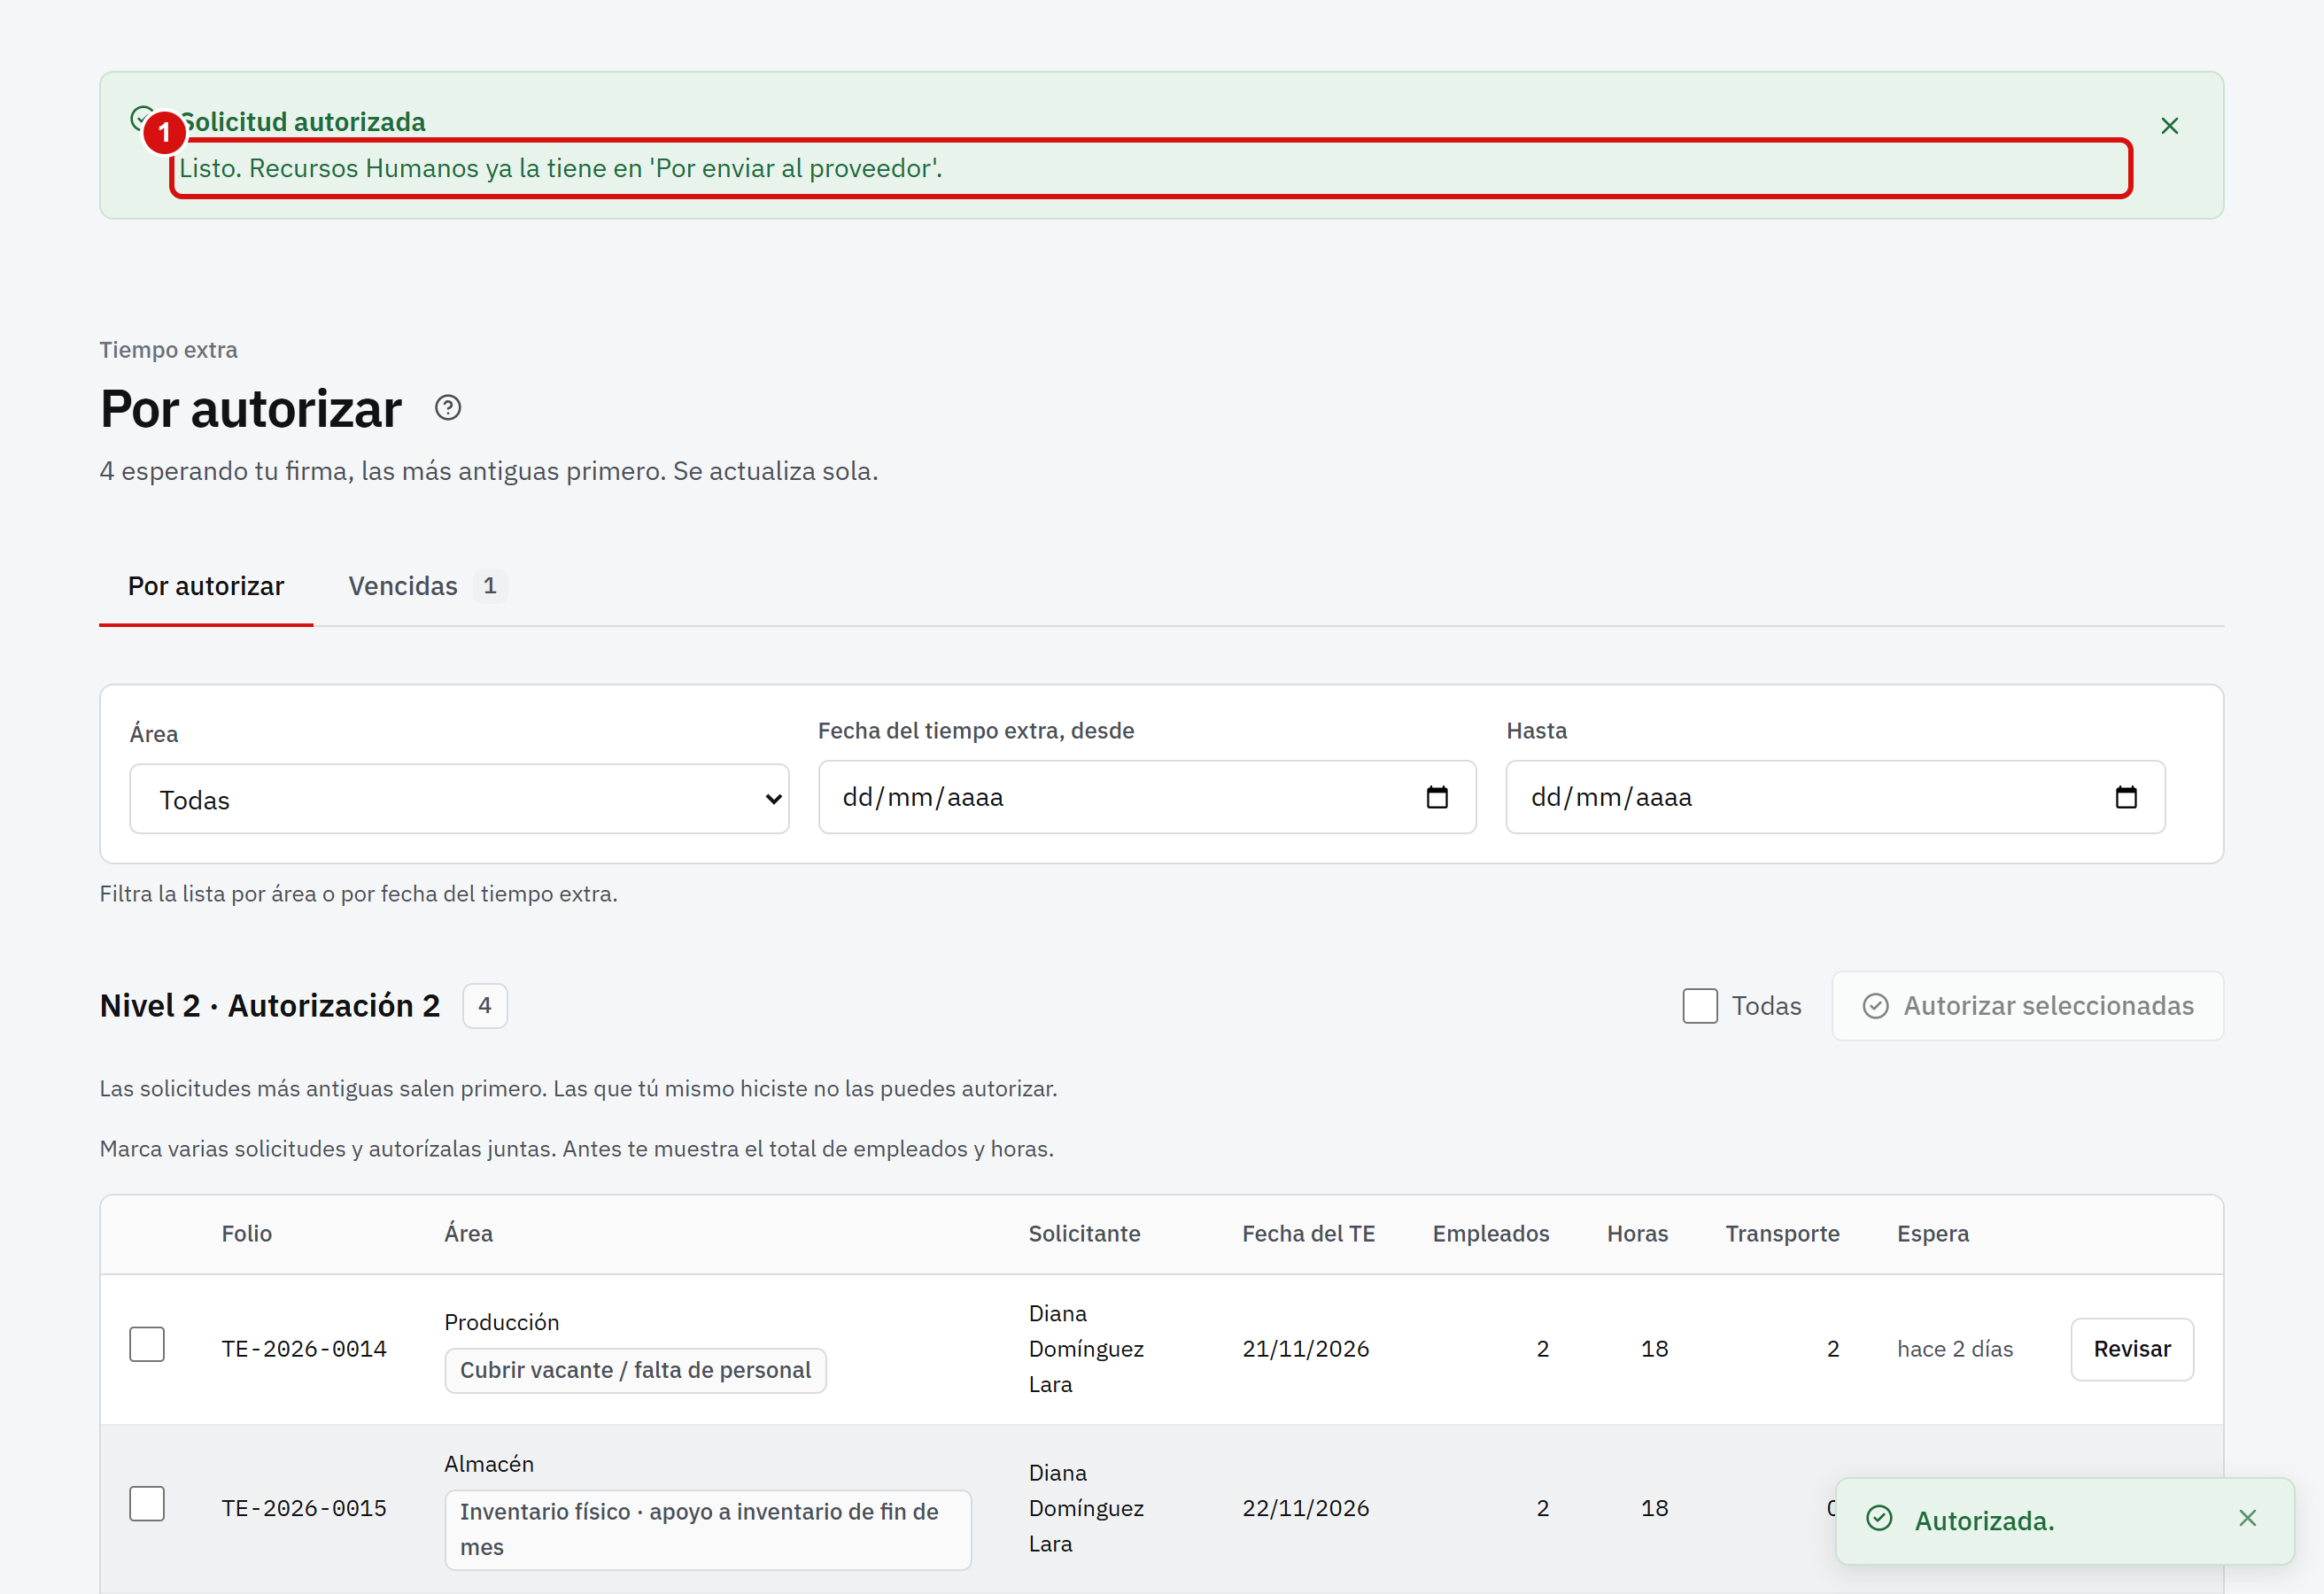 Solicitud autorizada
1
Listo. Recursos Humanos ya la tiene en 'Por enviar al proveedor'.
Tiempo extra
Por autorizar
4 esperando tu firma, las más antiguas primero. Se actualiza sola.
Por autorizar
Vencidas 1
Área
Fecha del tiempo extra, desde
Hasta
Todas
dd/mm/aaaa
dd/mm/aaaa
Filtra la lista por área o por fecha del tiempo extra.
Nivel 2 · Autorización 2 4
Todas
Autorizar seleccionadas
Las solicitudes más antiguas salen primero. Las que tú mismo hiciste no las puedes autorizar.
Marca varias solicitudes y autorízalas juntas. Antes te muestra el total de empleados y horas.
Folio Área Solicitante Fecha del TE Empleados Horas Transporte Espera
TE-2026-0014
Producción
Cubrir vacante / falta de personal
Diana
Domínguez
Lara
21/11/2026 2 18 2 hace 2 días Revisar
TE-2026-0015
Almacén
Inventario físico · apoyo a inventario de fin de
mes
Diana
Domínguez
Lara
22/11/2026 2 18
Autorizada.